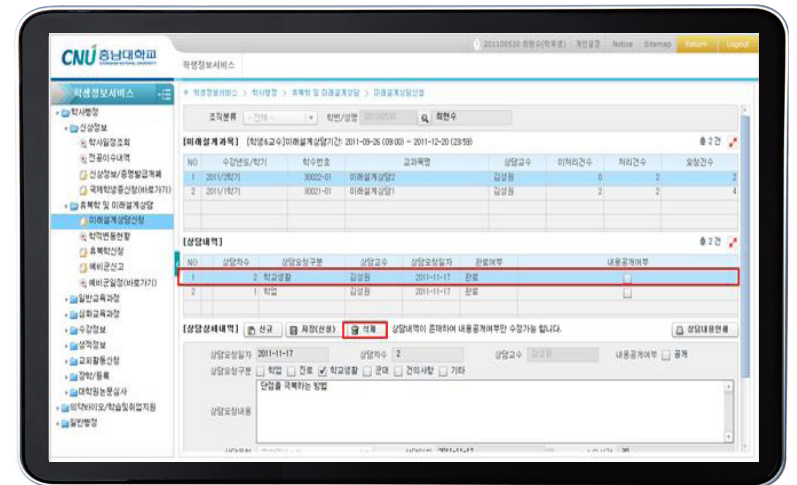 201100530 최현수(학부생) 개인설정 Notice Sitemap Return Logout
CNU 충남대학교
학생정보서비스
학생정보서비스
학생정보서비스 > 학사행정 > 휴복학 및 미래설계상담 > 미래설계상담신청
학사행정
신상정보
학사일정조회
전공이수내역
신상정보/증명발급개폐
국제학생증신청(바로가기)
휴복학 및 미래설계상담
미래설계상담신청
학적변동현황
휴복학신청
예비군신고
예비군일정(바로가기)
일반교육과정
심화교육과정
수강정보
성적정보
교외활동신청
장학/등록
대학원논문심사
의약바이오/학습및취업지원
일반행정
조직분류 학번/성명 최현수
[미래설계과목] [학생&교수]미래설계상담기간: 2011-09-26 (09:00) ~ 2011-12-20 (23:59) 총 2 건
NO 수강년도/학기 학수번호 교과목명 상담교수 미처리건수 처리건수 요청건수
1 2011/2학기 30022-01 미래설계상담2 김성원 0 2 2
2 2011/1학기 30021-01 미래설계상담1 김성원 2 2 4
[상담내역] 총 2 건
NO 상담차수 상담요청구분 상담교수 상담요청일자 완료여부 내용공개여부
1 2 학교생활 김성원 2011-11-17 완료
2 1 학업 김성원 2011-11-17 완료
[상담상세내역] 신규 저장(신청) 삭제 상담내역이 존재하여 내용공개여부만 수정가능 합니다. 상담내용인쇄
상담요청일자 2011-11-17 상담차수 2 상담교수 김성원 내용공개여부 공개
상담요청구분 학업 진로 학교생활 군대 건의사항 기타
단점을 극복하는 방법
상담요청내용
2011-11-17 30